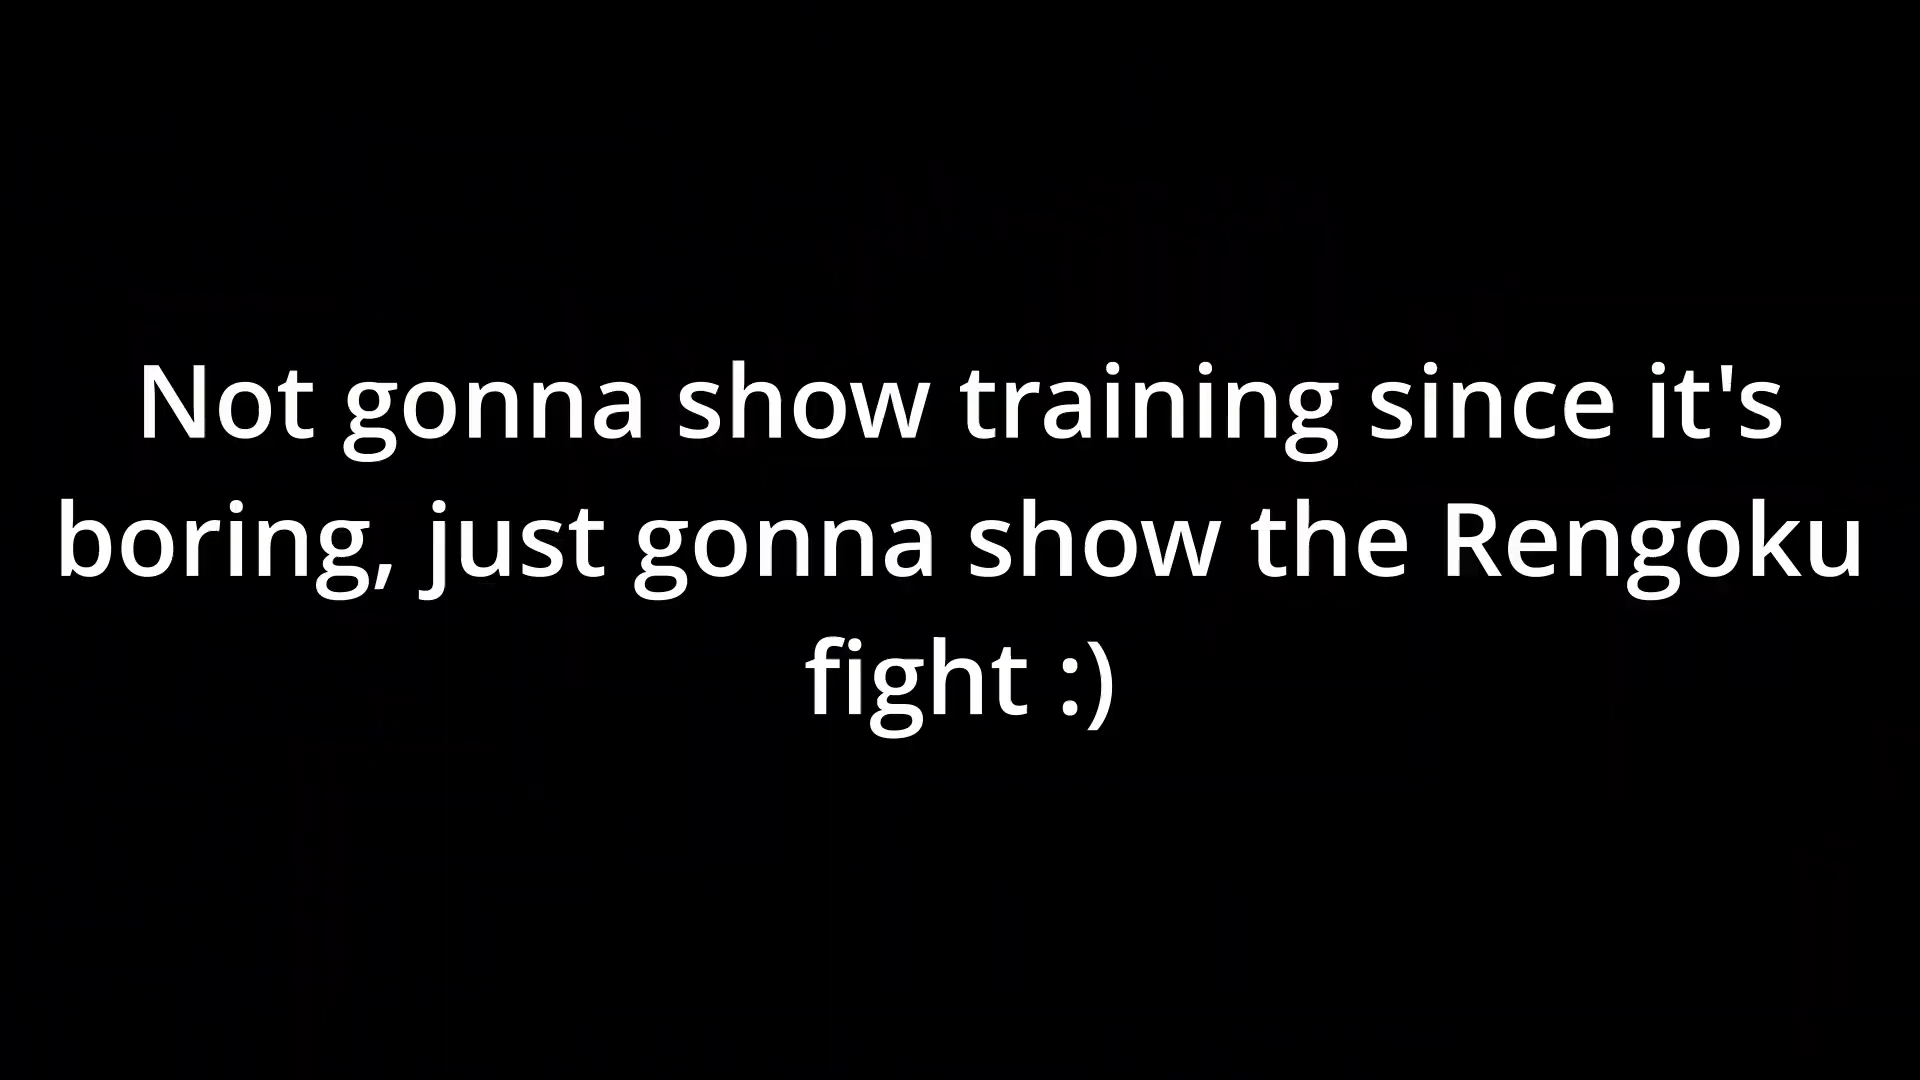 Not gonna show training since it's
boring, just gonna show the Rengoku
fight :)